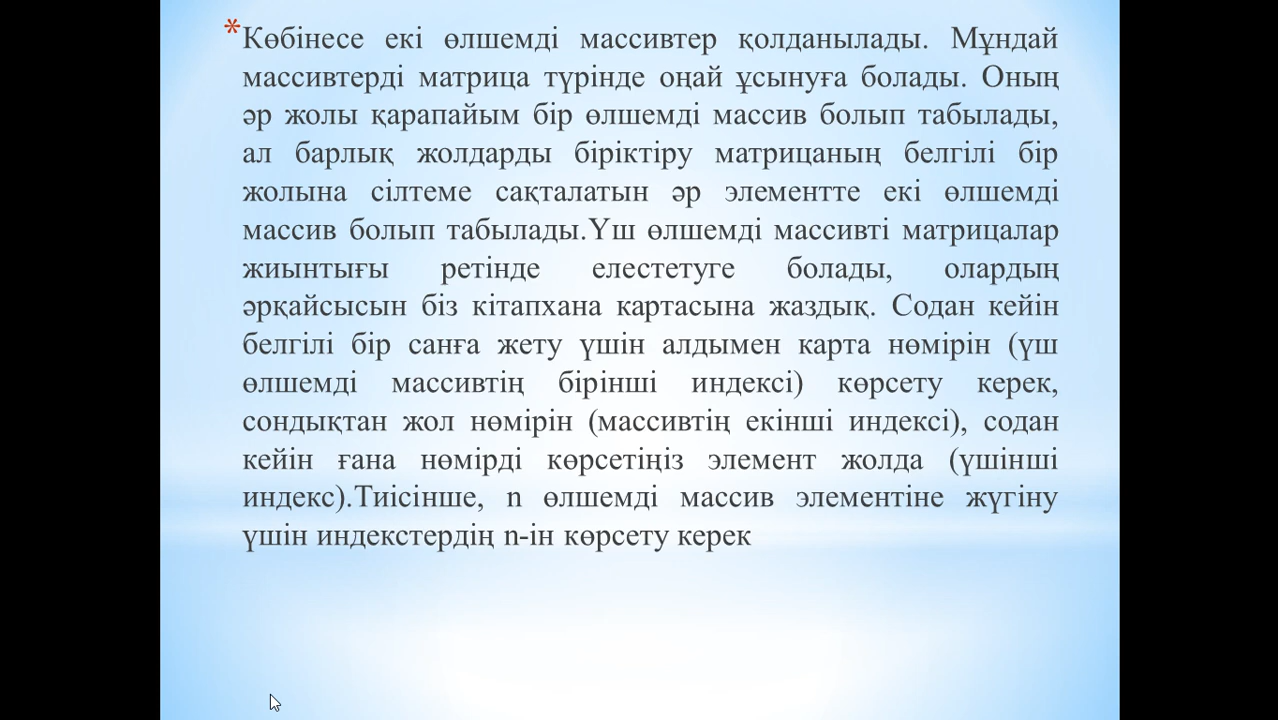 *Көбінесе екі өлшемді массивтер қолданылады. Мұндай
массивтерді матрица түрінде оңай ұсынуға болады. Оның
әр жолы қарапайым бір өлшемді массив болып табылады,
ал барлық жолдарды біріктіру матрицаның белгілі бір
жолына сілтеме сақталатын әр элементте екі өлшемді
массив болып табылады.Үш өлшемді массивті матрицалар
жиынтығы ретінде елестетуге болады, олардың
әрқайсысын біз кітапхана картасына жаздық. Содан кейін
белгілі бір санға жету үшін алдымен карта нөмірін (үш
өлшемді массивтің бірінші индексі) көрсету керек,
сондықтан жол нөмірін (массивтің екінші индексі), содан
кейін ғана нөмірді көрсетіңіз элемент жолда (үшінші
индекс).Тиісінше, n өлшемді массив элементіне жүгіну
үшін индекстердің n-ін көрсету керек